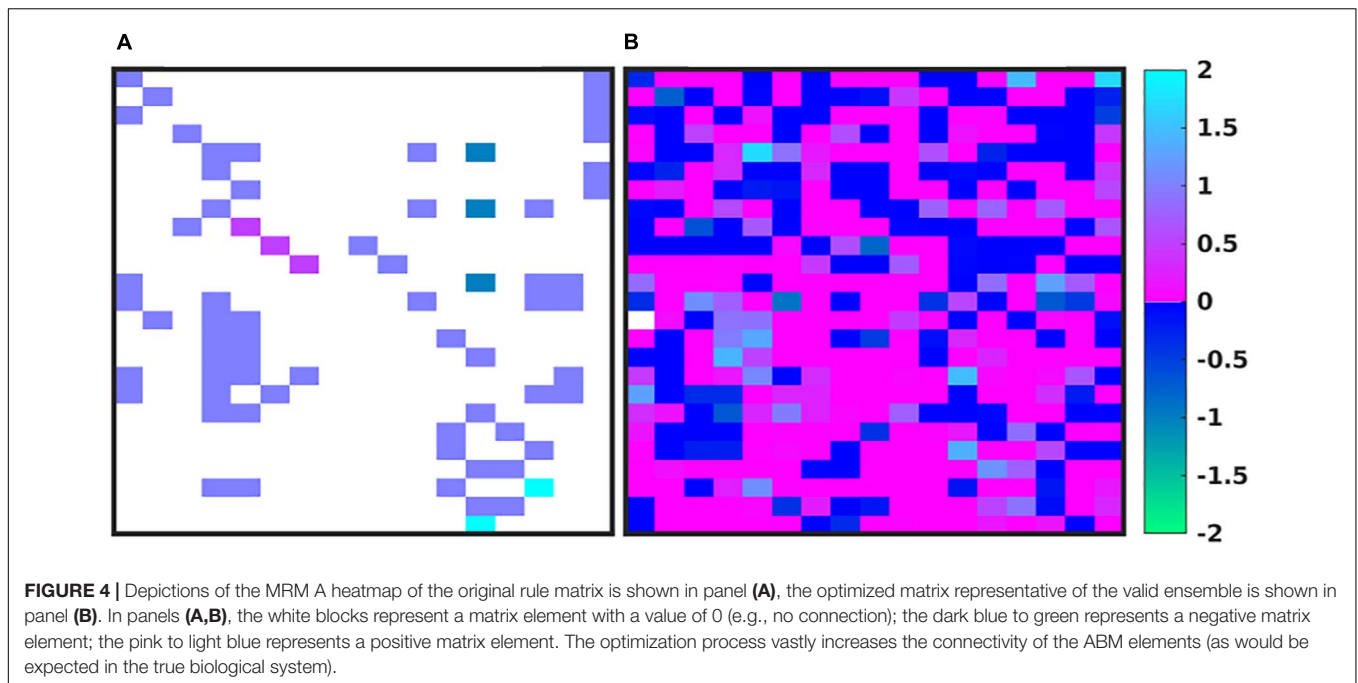 A
B
2
1.5
1
0.5
0
-0.5
-1
-1.5
-2
FIGURE 4 | Depictions of the MRM A heatmap of the original rule matrix is shown in panel (A), the optimized matrix representative of the valid ensemble is shown in
panel (B). In panels (A,B), the white blocks represent a matrix element with a value of 0 (e.g., no connection); the dark blue to green represents a negative matrix
element; the pink to light blue represents a positive matrix element. The optimization process vastly increases the connectivity of the ABM elements (as would be
expected in the true biological system).